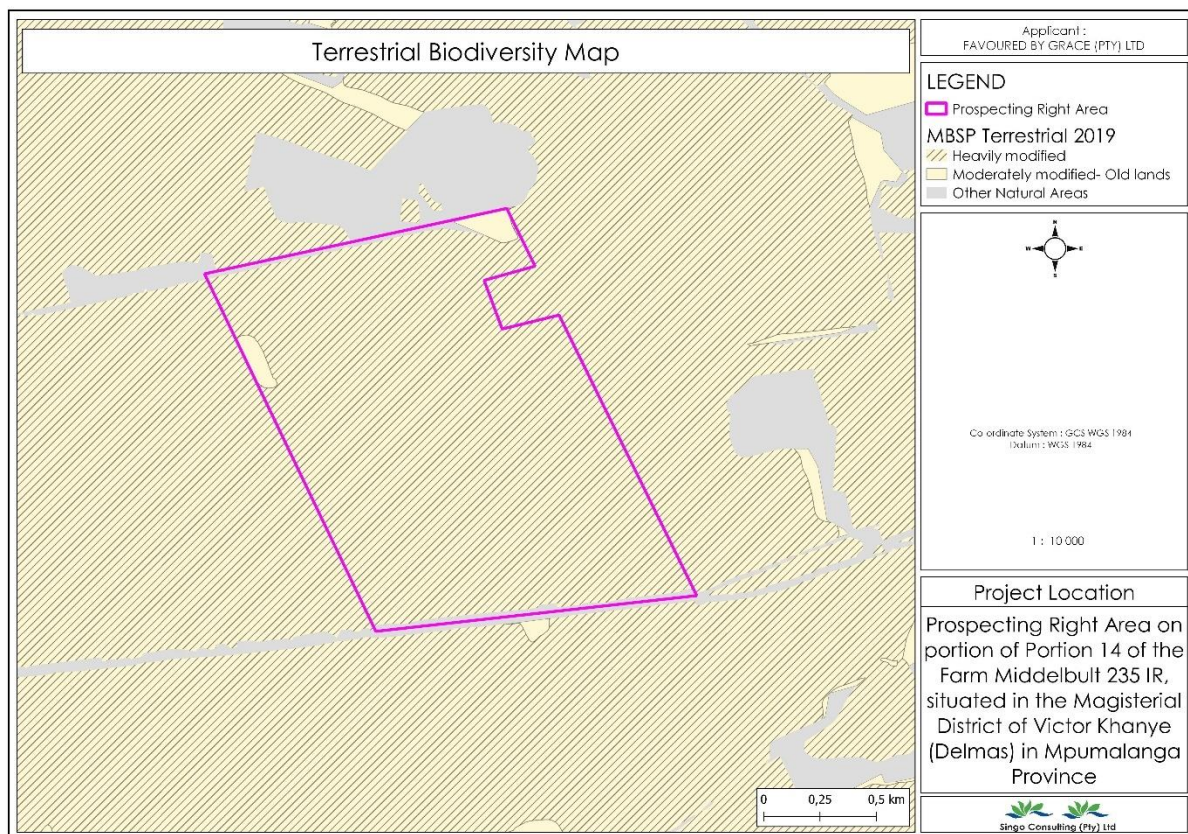 Terrestrial Biodiversity Map
Applicant :
FAVOURED BY GRACE (PTY) LTD
LEGEND
Prospecting Right Area
MBSP Terrestrial 2019
Heavily modified
Moderately modified- Old lands
Other Natural Areas
N
W
E
S
Co ordinate System : GCS WGS 1984
Datum : WGS 1984
1 : 10 000
Project Location
Prospecting Right Area on
portion of Portion 14 of the
Farm Middelbult 235 IR,
situated in the Magisterial
District of Victor Khanye
(Delmas) in Mpumalanga
Province
0 0,25 0,5 km
Singo Consulting (Pty) Ltd